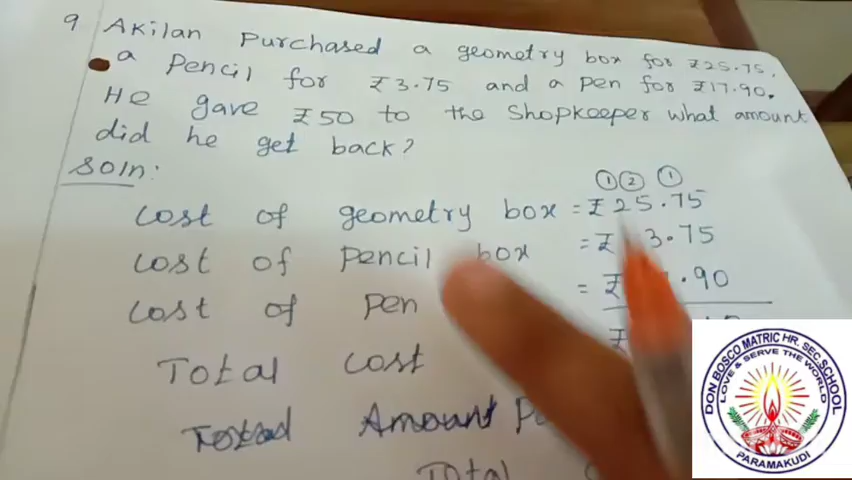 9 Akilan Purchased a geometry box for ₹25.75,
a Pencil for ₹3.75 and a pen for ₹17.90.
He gave ₹50 to the Shopkeeper what amount
did he get back?
Soln:
① ② ①
Cost of geometry box = ₹25.75
Cost of Pencil box = ₹ 3.75
Cost of Pen = ₹ .90
₹
Total Cost
Amount
Total
DON BOSCO MATRIC HR. SEC. SCHOOL
LOVE & SERVE THE WORLD
PARAMAKUDI